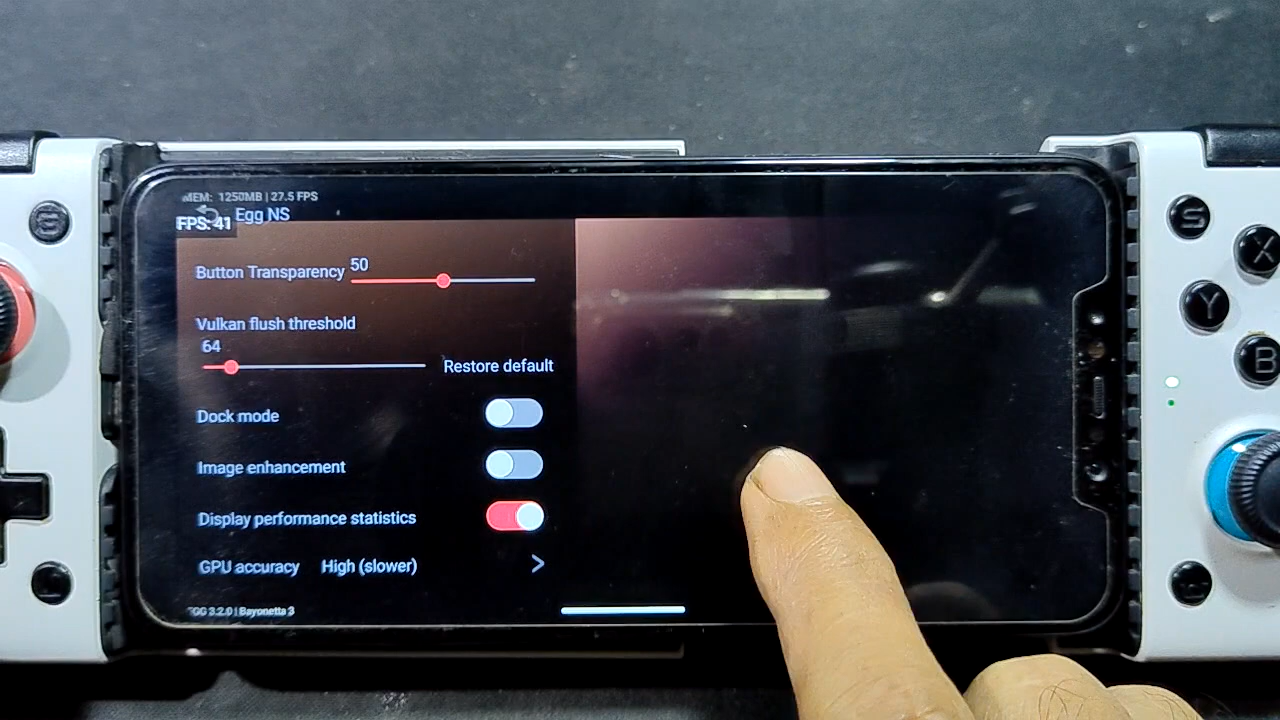 MEM: 1250MB | 27.5 FPS
Egg NS
FPS: 41
Button Transparency 50
Vulkan flush threshold
64
Restore default
Dock mode
Image enhancement
Display performance statistics
GPU accuracy High (slower) >
EGG 3.2.0 | Bayonetta 3
S
X
Y
B